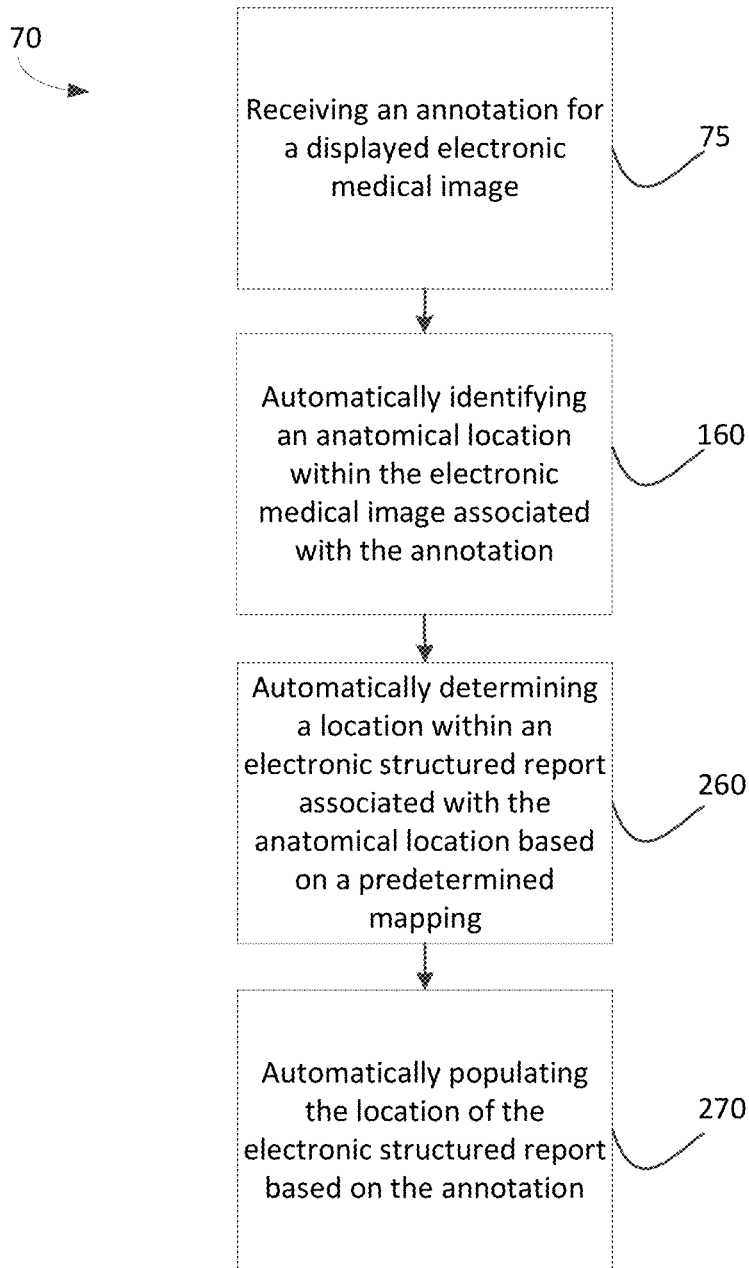 70
Receiving an annotation for
a displayed electronic
medical image
75
Automatically identifying
an anatomical location
within the electronic
medical image associated
with the annotation
160
Automatically determining
a location within an
electronic structured report
associated with the
anatomical location based
on a predetermined
mapping
260
Automatically populating
the location of the
electronic structured report
based on the annotation
270